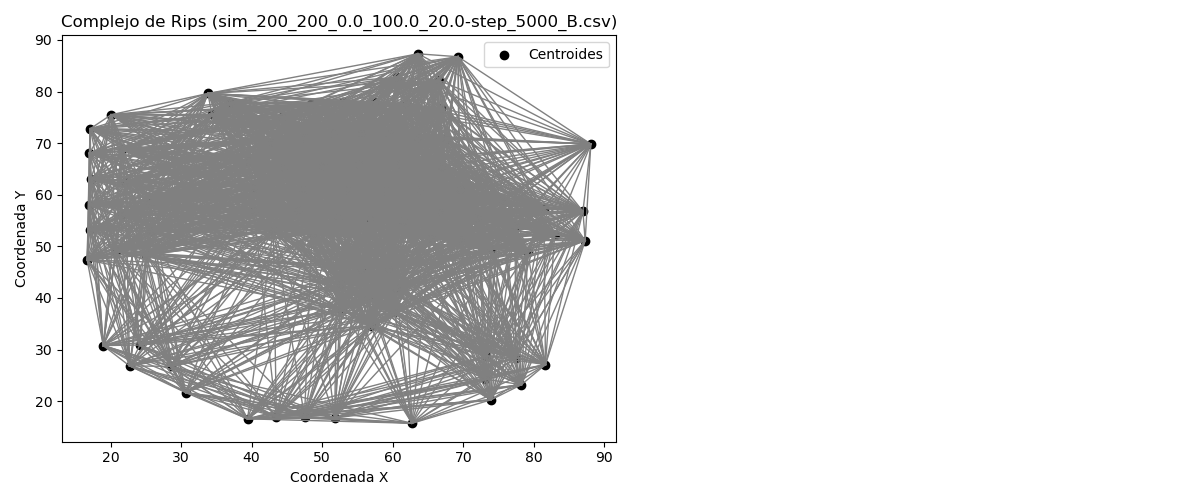 Complejo de Rips (sim_200_200_0.0_100.0_20.0-step_5000_B.csv)
Centroides
90
80
70
60
50
40
30
20
Coordenada Y
20 30 40 50 60 70 80 90
Coordenada X